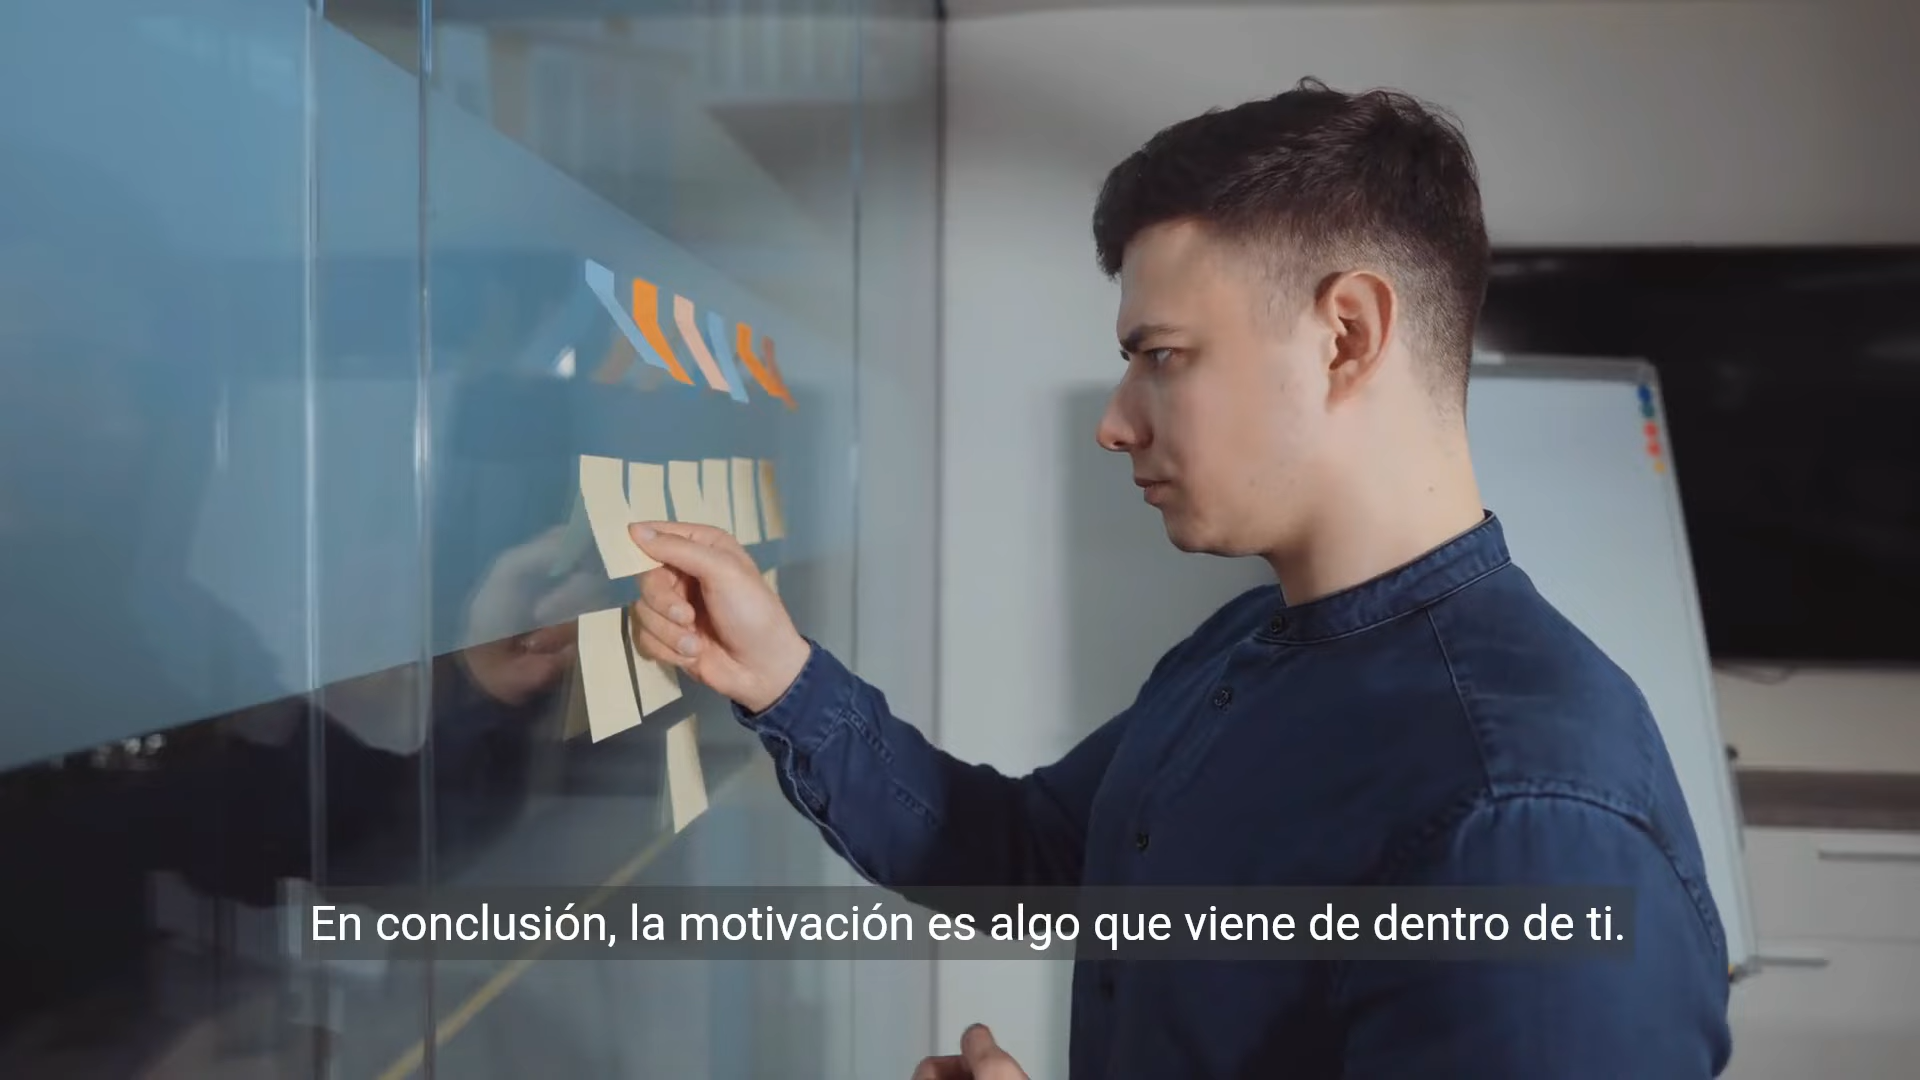 En conclusión, la motivación es algo que viene de dentro de ti.